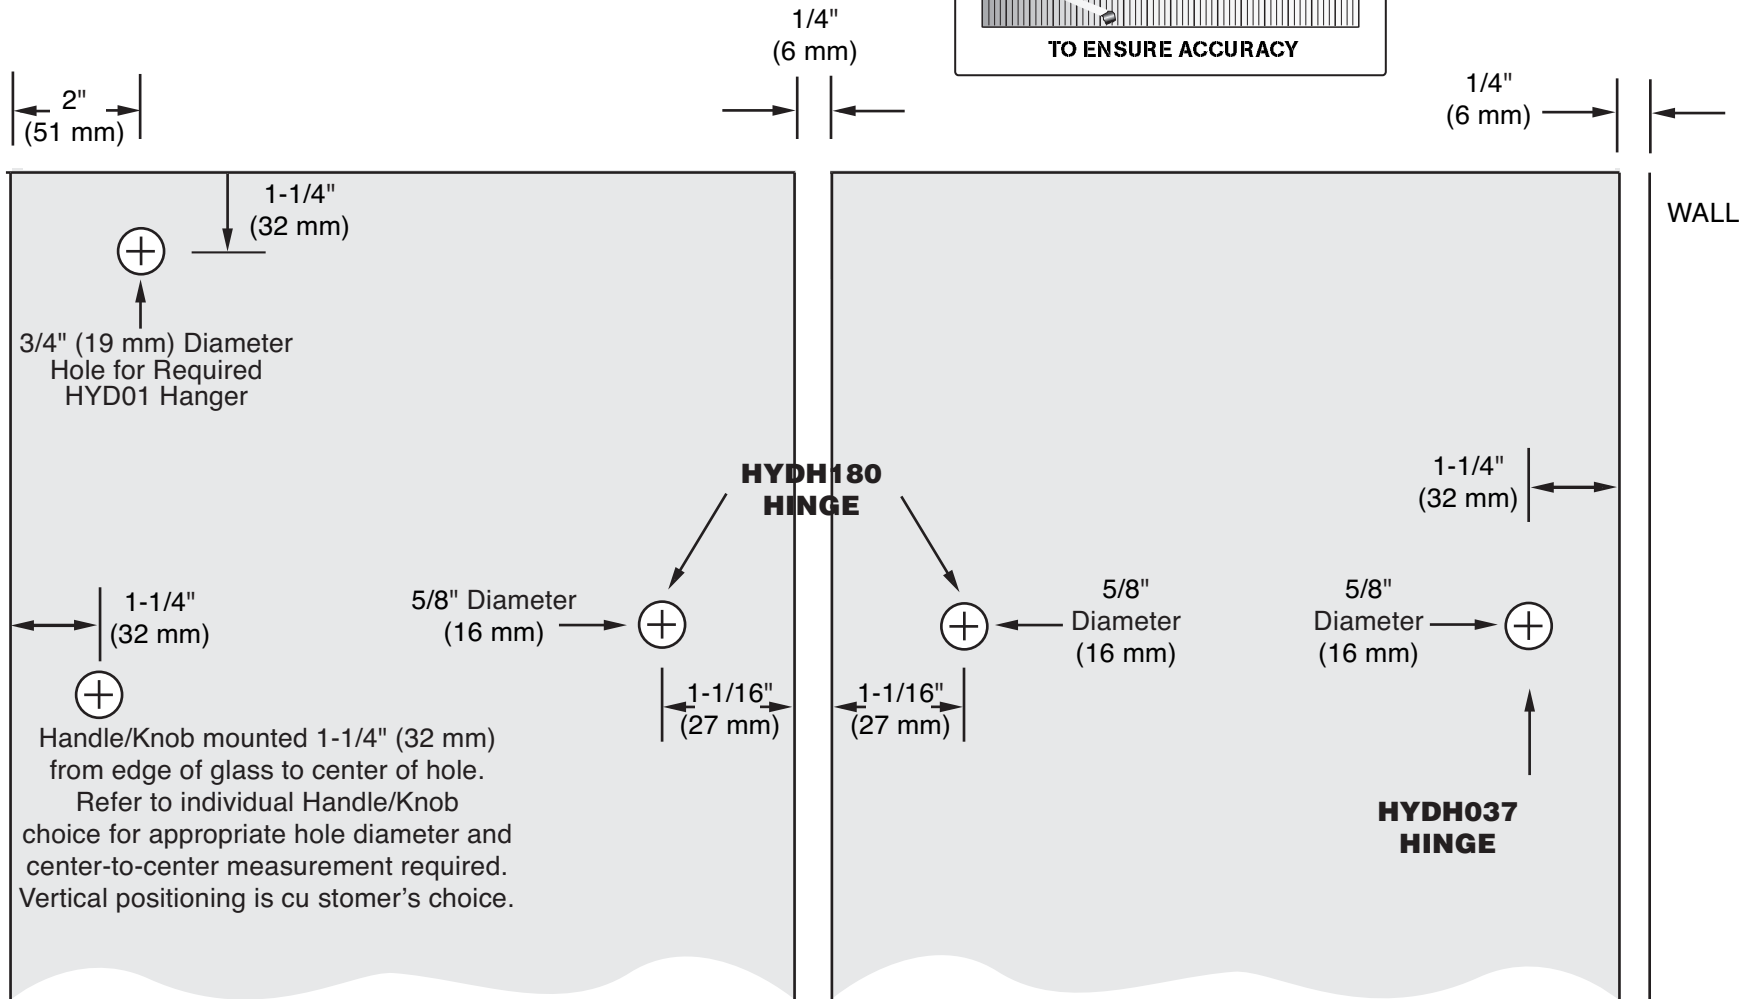 1/4"
(6 mm)
TO ENSURE ACCURACY
2"
(51 mm)
1/4"
(6 mm)
1-1/4"
(32 mm)
WALL
3/4" (19 mm) Diameter
Hole for Required
HYD01 Hanger
HYDH180
HINGE
1-1/4"
(32 mm)
1-1/4"
(32 mm)
5/8" Diameter
(16 mm)
5/8"
Diameter
(16 mm)
5/8"
Diameter
(16 mm)
1-1/16"
(27 mm)
1-1/16"
(27 mm)
Handle/Knob mounted 1-1/4" (32 mm)
from edge of glass to center of hole.
Refer to individual Handle/Knob
choice for appropriate hole diameter and
center-to-center measurement required.
Vertical positioning is cu stomer’s choice.
HYDH037
HINGE